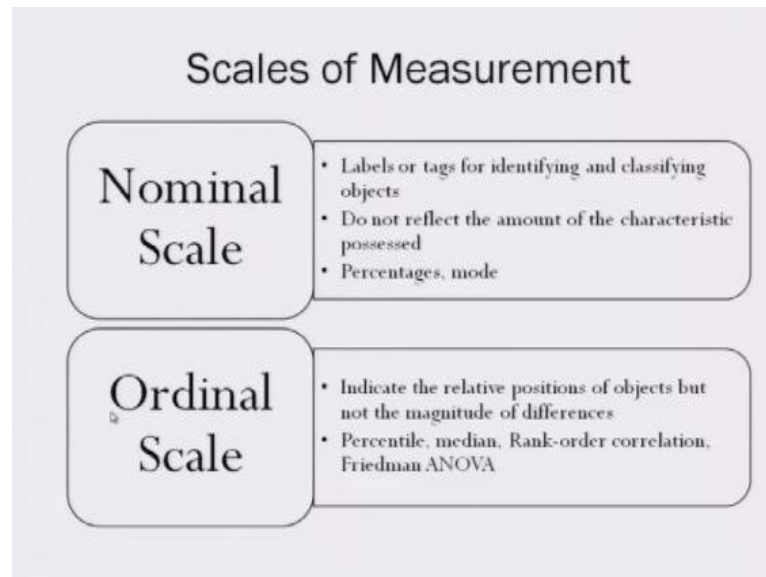 Scales of Measurement
Nominal
Scale
• Labels or tags for identifying and classifying
objects
• Do not reflect the amount of the characteristic
possessed
• Percentages, mode
Ordinal
Scale
• Indicate the relative positions of objects but
not the magnitude of differences
• Percentile, median, Rank-order correlation,
Friedman ANOVA